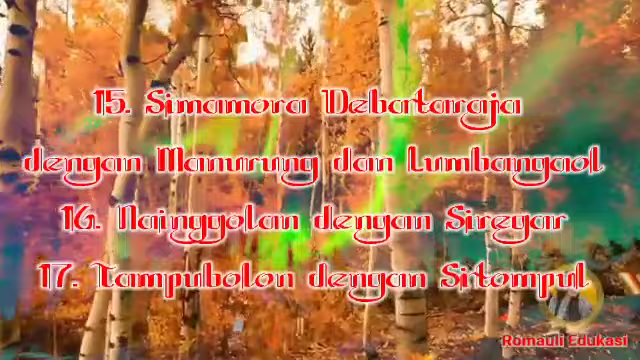 15. Simamora Debataraja
dengan Manurung dan Lumbangaol
16. Nainggolan dengan Siregar
17. Tampubolon dengan Sitompul
Romauli Edukasi